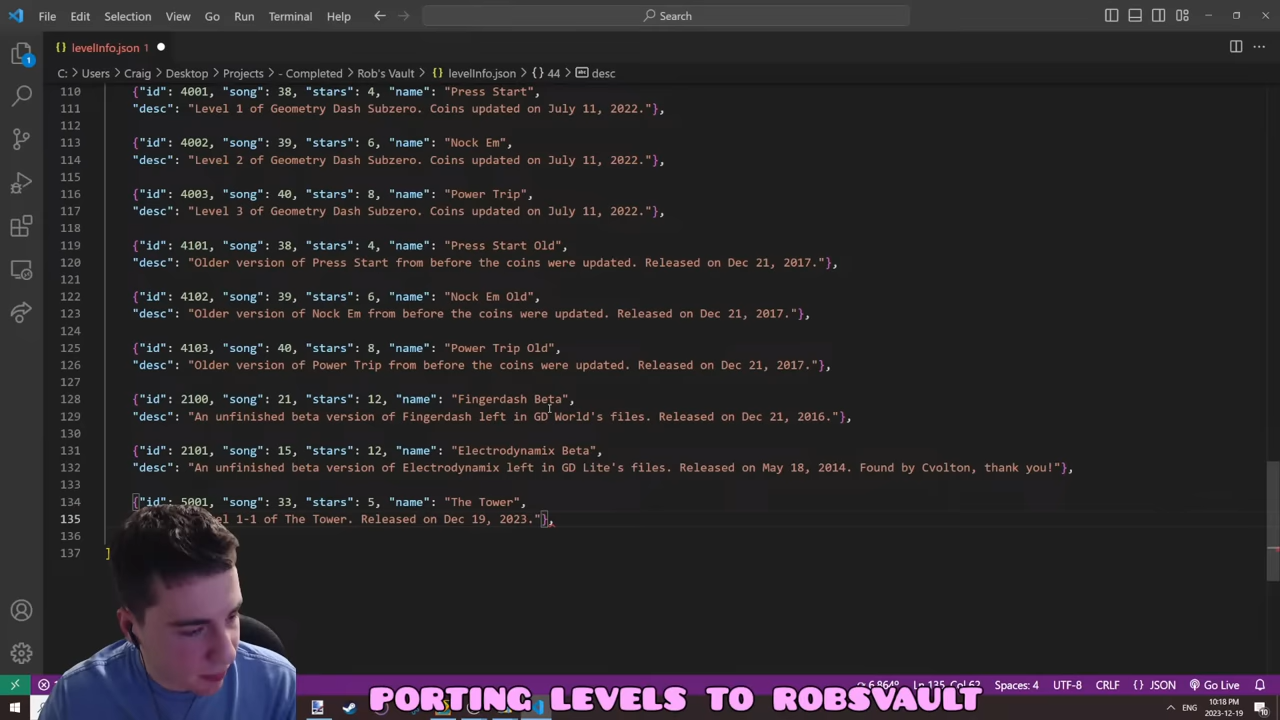 File Edit Selection View Go Run Terminal Help Search
levelInfo.json 1
C: > Users > Craig > Desktop > Projects > - Completed > Rob's Vault > levelInfo.json > 44 > desc
110 {"id": 4001, "song": 38, "stars": 4, "name": "Press Start",
111 "desc": "Level 1 of Geometry Dash Subzero. Coins updated on July 11, 2022."},
112
113 {"id": 4002, "song": 39, "stars": 6, "name": "Nock Em",
114 "desc": "Level 2 of Geometry Dash Subzero. Coins updated on July 11, 2022."},
115
116 {"id": 4003, "song": 40, "stars": 8, "name": "Power Trip",
117 "desc": "Level 3 of Geometry Dash Subzero. Coins updated on July 11, 2022."},
118
119 {"id": 4101, "song": 38, "stars": 4, "name": "Press Start Old",
120 "desc": "Older version of Press Start from before the coins were updated. Released on Dec 21, 2017."},
121
122 {"id": 4102, "song": 39, "stars": 6, "name": "Nock Em Old",
123 "desc": "Older version of Nock Em from before the coins were updated. Released on Dec 21, 2017."},
124
125 {"id": 4103, "song": 40, "stars": 8, "name": "Power Trip Old",
126 "desc": "Older version of Power Trip from before the coins were updated. Released on Dec 21, 2017."},
127
128 {"id": 2100, "song": 21, "stars": 12, "name": "Fingerdash Beta",
129 "desc": "An unfinished beta version of Fingerdash left in GD World's files. Released on Dec 21, 2016."},
130
131 {"id": 2101, "song": 15, "stars": 12, "name": "Electrodynamix Beta",
132 "desc": "An unfinished beta version of Electrodynamix left in GD Lite's files. Released on May 18, 2014. Found by Cvolton, thank you!"},
133
134 {"id": 5001, "song": 33, "stars": 5, "name": "The Tower",
135 1-1 of The Tower. Released on Dec 19, 2023."},
136
137 ]
1
Ln 135, Col 62 Spaces: 4 UTF-8 CRLF {} JSON Go Live
PORTING LEVELS TO ROBSVAULT
ENG 10:18 PM
2023-12-19 10